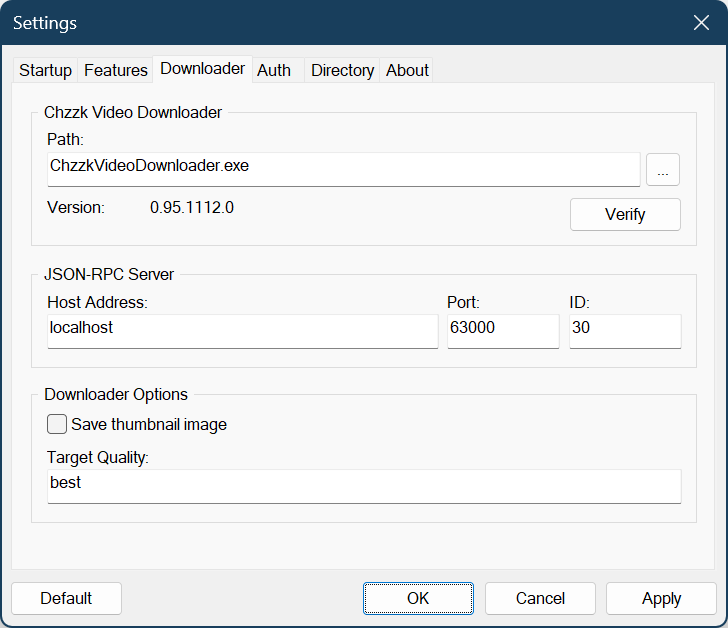 Settings
Startup Features Downloader Auth Directory About
Chzzk Video Downloader
Path:
ChzzkVideoDownloader.exe
...
Version: 0.95.1112.0
Verify
JSON-RPC Server
Host Address: Port: ID:
localhost 63000 30
Downloader Options
Save thumbnail image
Target Quality:
best
Default OK Cancel Apply